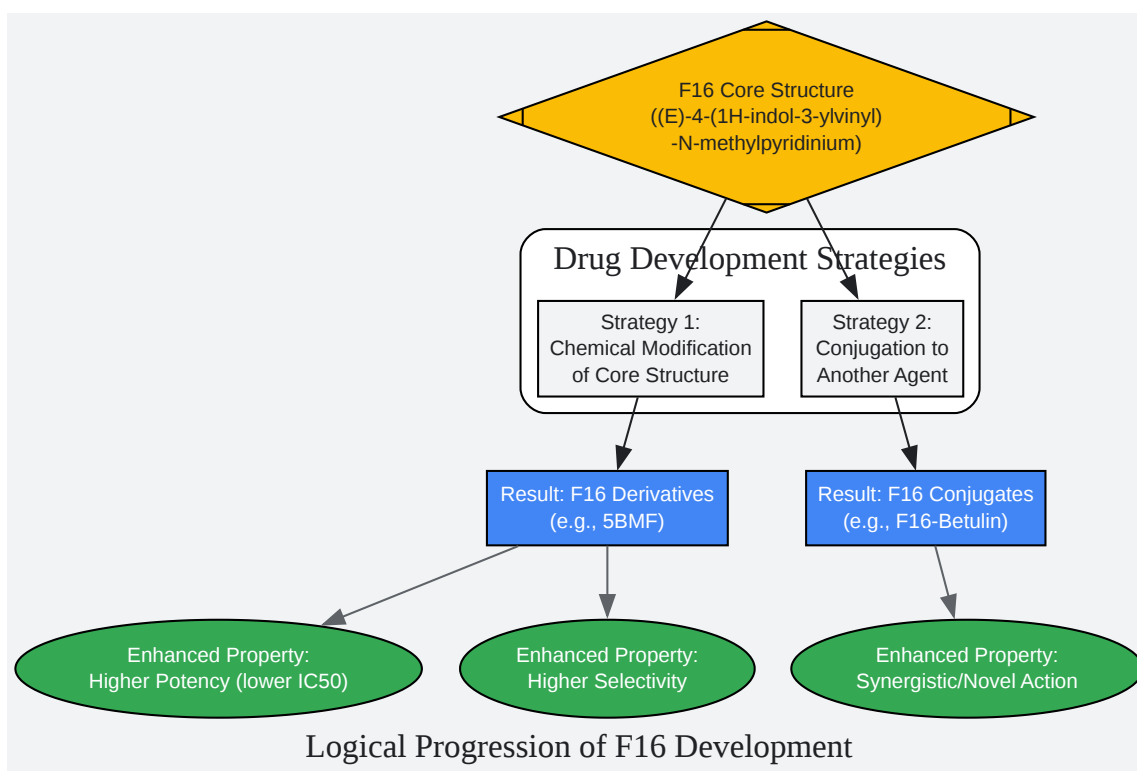 F16 Core Structure
((E)-4-(1H-indol-3-ylvinyl)
-N-methylpyridinium)
Drug Development Strategies
Strategy 1:
Chemical Modification
of Core Structure
Strategy 2:
Conjugation to
Another Agent
Result: F16 Derivatives
(e.g., 5BMF)
Result: F16 Conjugates
(e.g., F16-Betulin)
Enhanced Property:
Higher Potency (lower IC50)
Enhanced Property:
Higher Selectivity
Enhanced Property:
Synergistic/Novel Action
Logical Progression of F16 Development